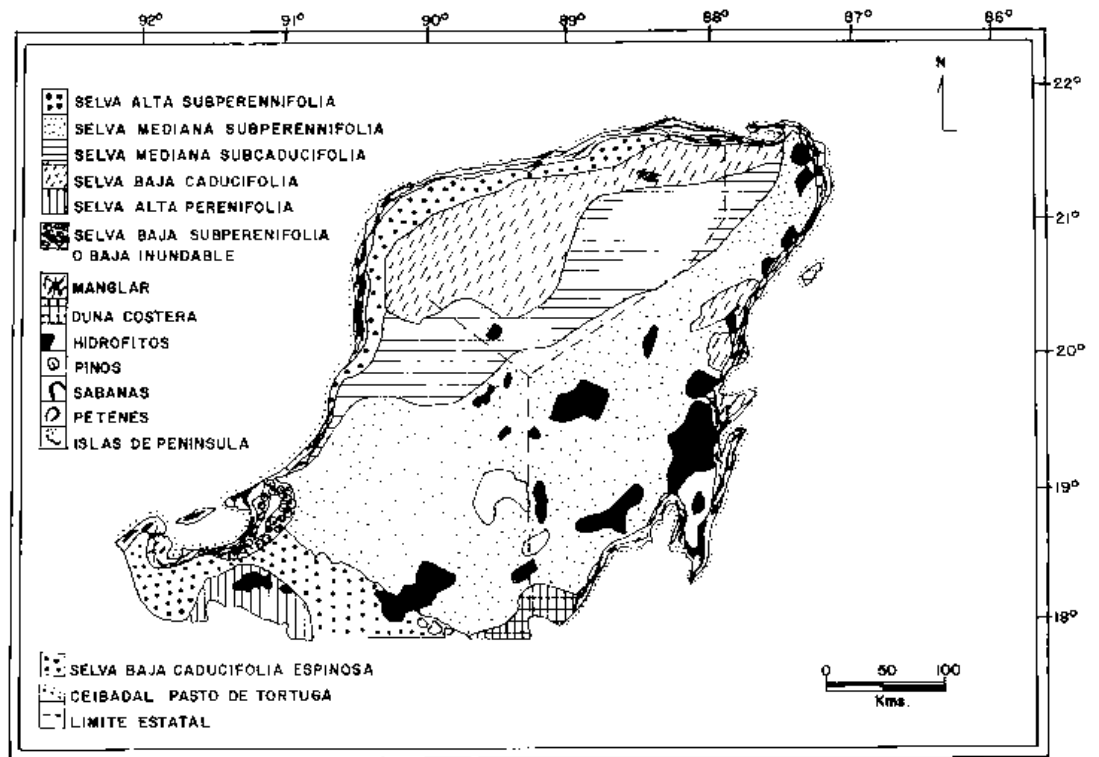 92° 91° 90° 89° 88° 87° 86°
N
22°
21°
20°
19°
18°
SELVA ALTA SUBPERENNIFOLIA
SELVA MEDIANA SUBPERENNIFOLIA
SELVA MEDIANA SUBCADUCIFOLIA
SELVA BAJA CADUCIFOLIA
SELVA ALTA PERENIFOLIA
SELVA BAJA SUBPERENIFOLIA
O BAJA INUNDABLE
MANGLAR
DUNA COSTERA
HIDROFITOS
PINOS
SABANAS
PETENES
ISLAS DE PENINSULA
SELVA BAJA CADUCIFOLIA ESPINOSA
CEIBADAL PASTO DE TORTUGA
LIMITE ESTATAL
0 50 100
Kms.